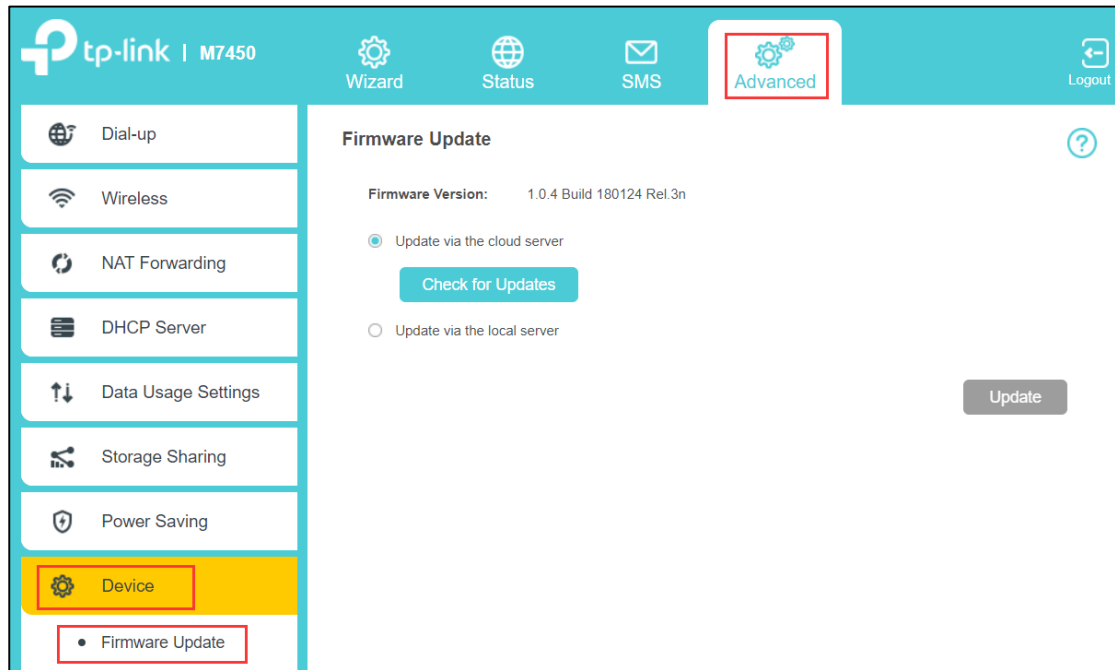 tp-link | M7450
Wizard
Status
SMS
Advanced
Logout
Dial-up
Wireless
NAT Forwarding
DHCP Server
Data Usage Settings
Storage Sharing
Power Saving
Device
• Firmware Update
Firmware Update
?
Firmware Version: 1.0.4 Build 180124 Rel.3n
Update via the cloud server
Check for Updates
Update via the local server
Update